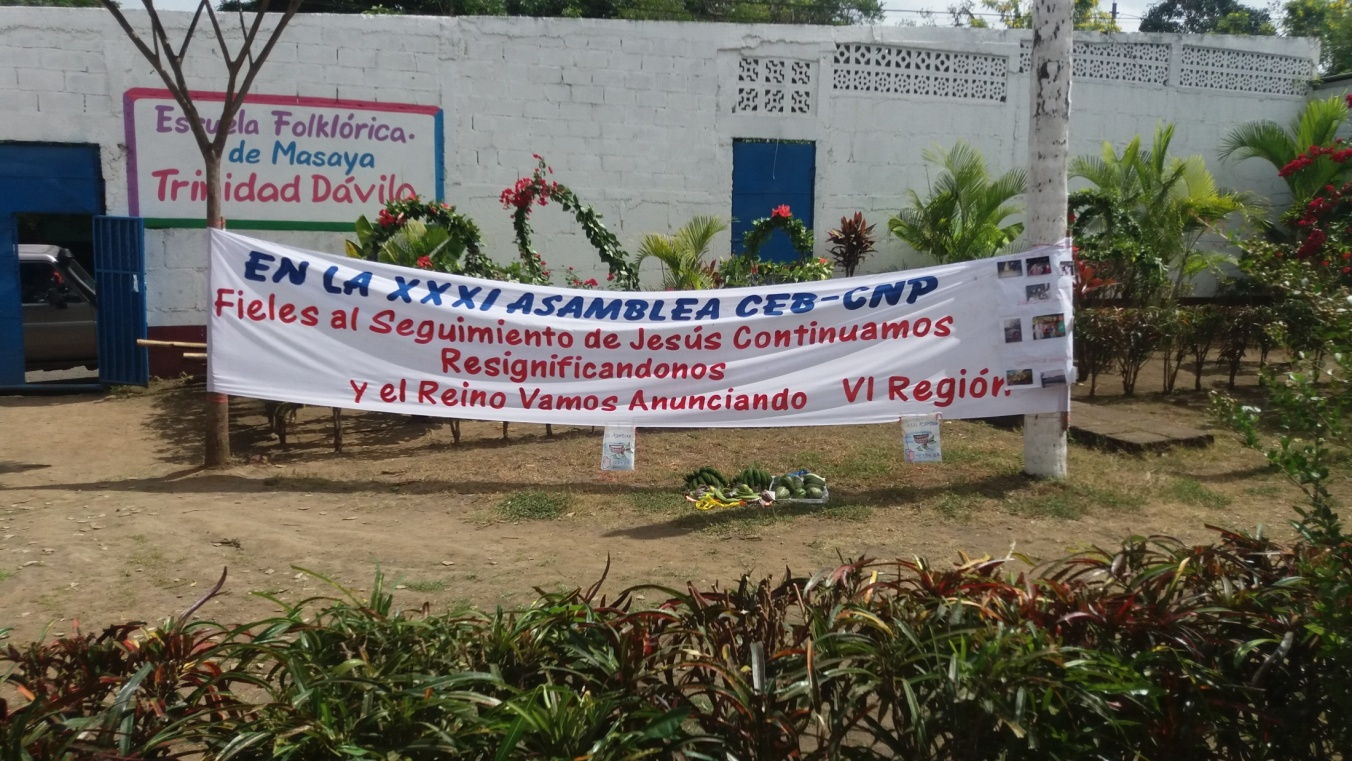 Escuela Folklórica.
de Masaya
Trinidad Dávila
EN LA XXXI ASAMBLEA CEB-CNP
Fieles al Seguimiento de Jesús Continuamos
Resignificandonos
y el Reino Vamos Anunciando VI Región.